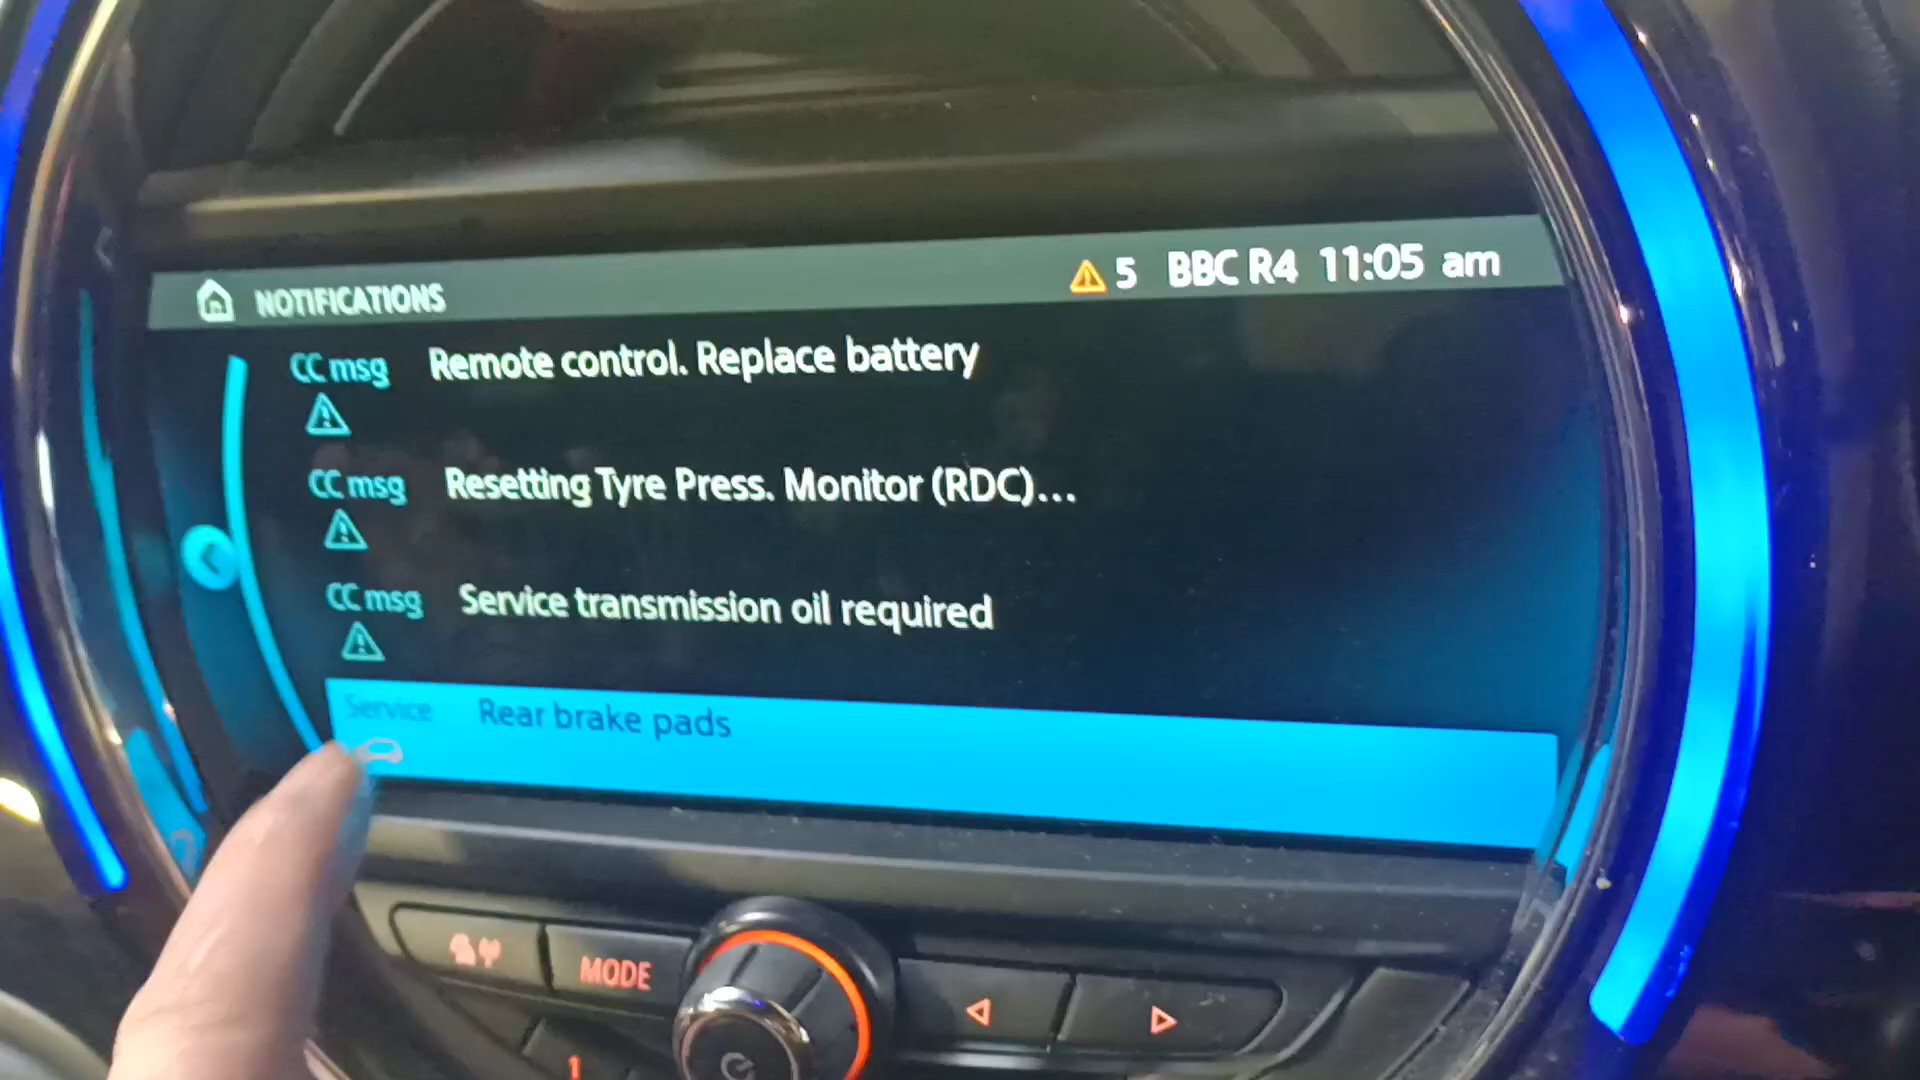 NOTIFICATIONS 5 BBC R4 11:05 am
CC msg Remote control. Replace battery
CC msg Resetting Tyre Press. Monitor (RDC)...
CC msg Service transmission oil required
Service Rear brake pads
MODE
1